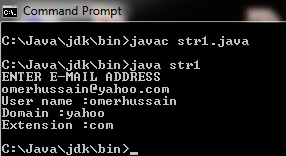 Command Prompt
C:\Java\jdk\bin>javac str1.java
C:\Java\jdk\bin>java str1
ENTER E-MAIL ADDRESS
omerhussain@yahoo.com
User name :omerhussain
Domain :yahoo
Extension :com
C:\Java\jdk\bin>_